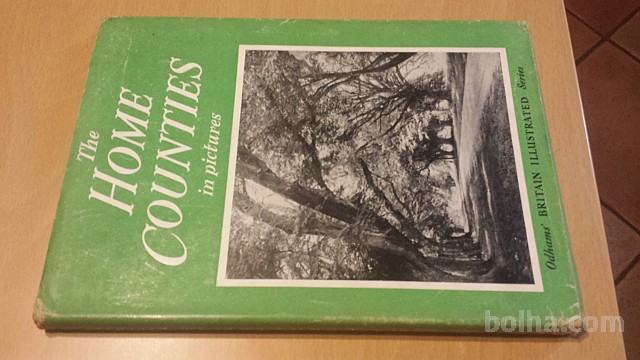 The
HOME
COUNTIES
in pictures
Odhams' BRITAIN ILLUSTRATED Series
bolha.com